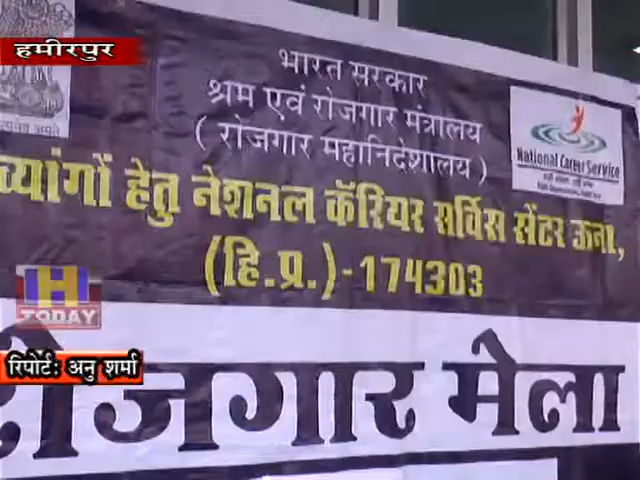 हमीरपुर
भारत सरकार
श्रम एवं रोजगार मंत्रालय
( रोजगार महानिदेशालय )
National Career Service
व्यांगों हेतु नेशनल कॅरियर सर्विस सेंटर ऊना,
(हि.प्र.)-174303
H
TODAY
रिपोर्ट: अनु शर्मा
रोजगार मेला